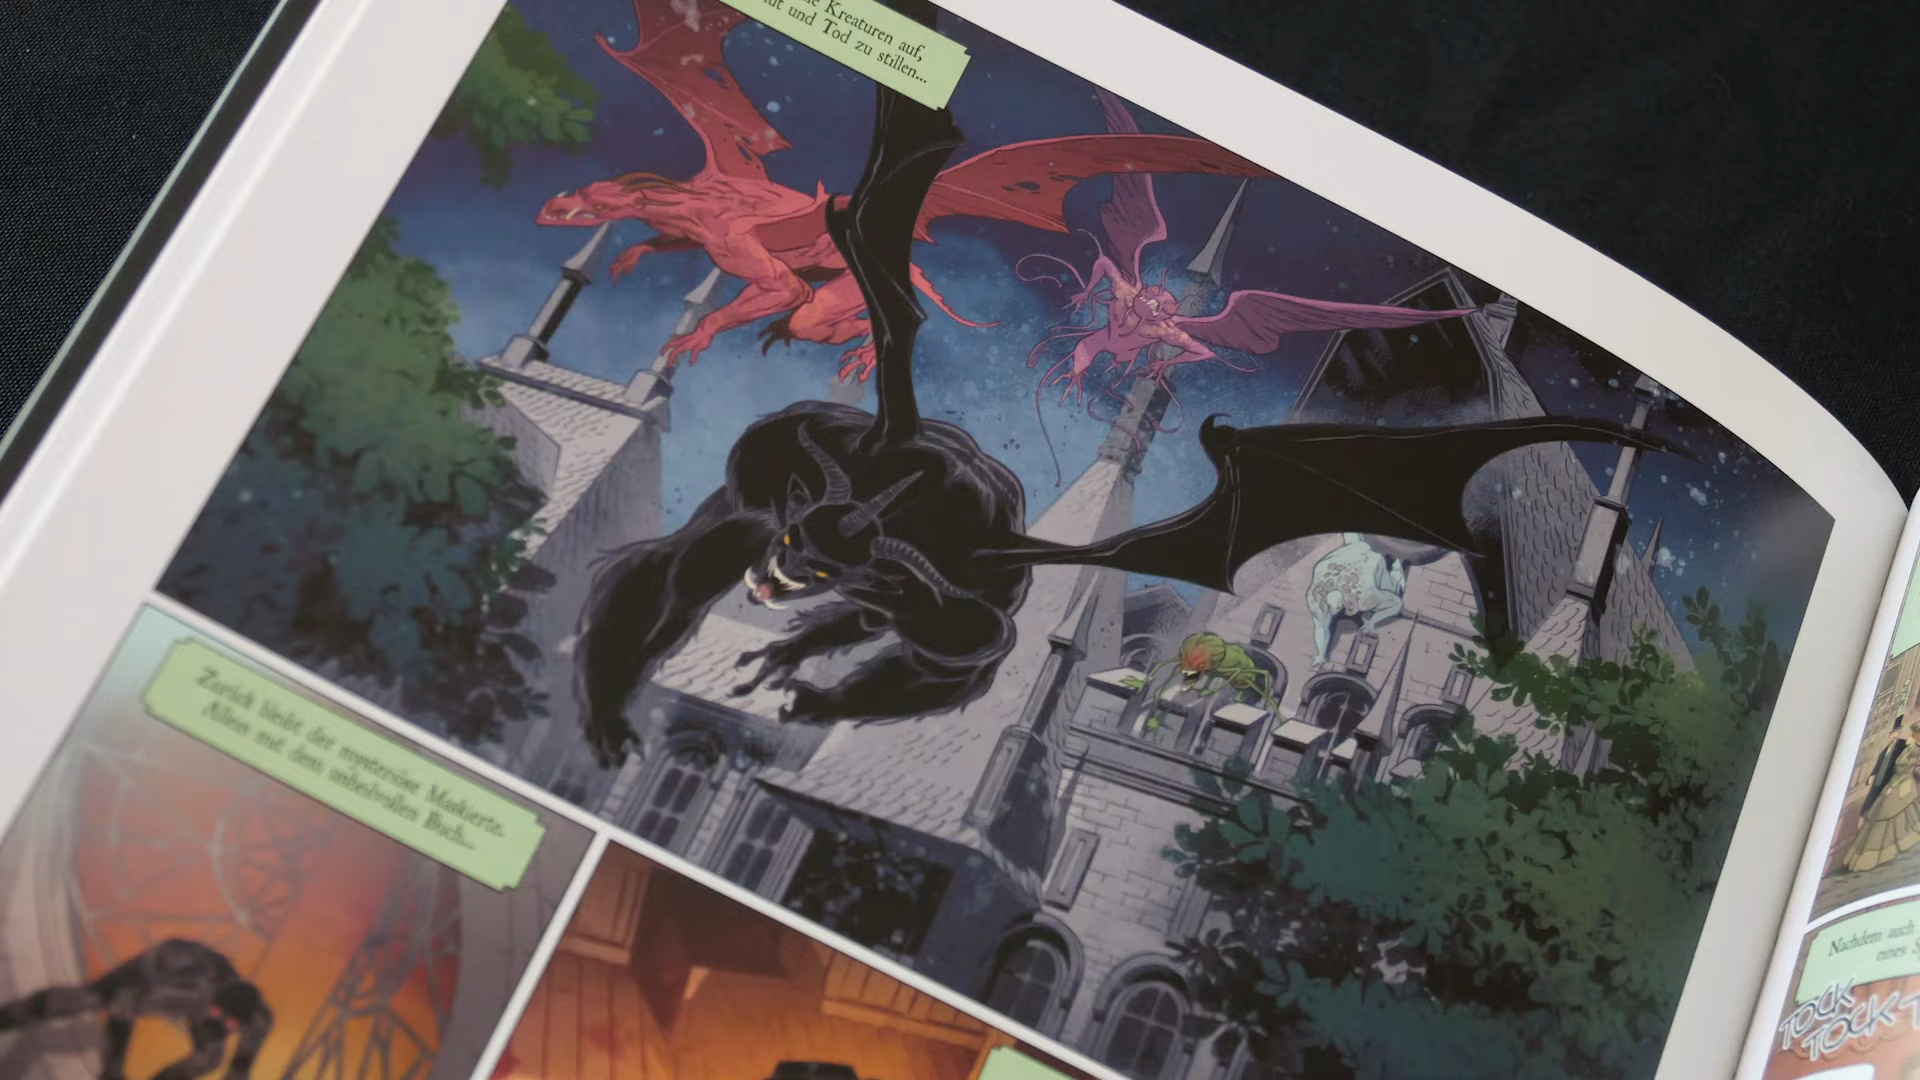 Kreaturen auf,
und Tod zu stillen...
Zurück bleibt der mysteriöse Maskierte.
Allein mit dem unheilvollen Buch...
Nachdem auch
eines
TOCK
TOCK